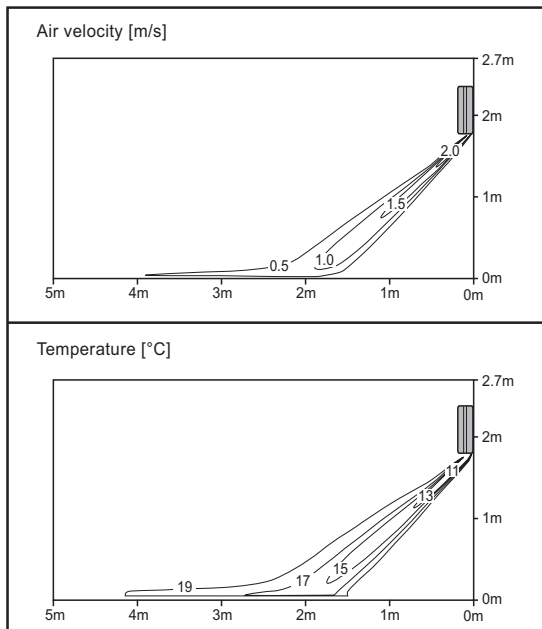 Air velocity [m/s]
2.7m
2m
2.0
1.5
1m
1.0
0.5
0m
5m 4m 3m 2m 1m 0m
Temperature [°C]
2.7m
2m
11
13
1m
15
17
19
0m
5m 4m 3m 2m 1m 0m